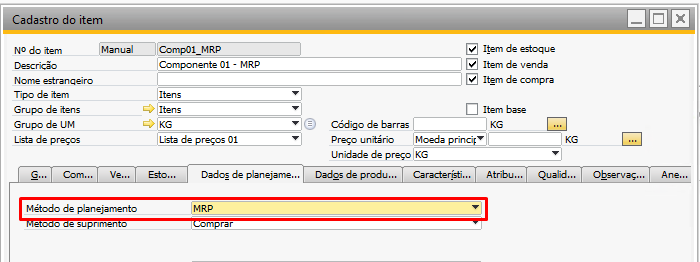 Cadastro do item
Nº do item Manual Comp01_MRP Item de estoque
Descrição Componente 01 - MRP Item de venda
Nome estrangeiro Item de compra
Tipo de item Itens
Grupo de itens Itens Item base
Grupo de UM KG Código de barras KG ...
Lista de preços Lista de preços 01 Preço unitário Moeda princip KG ...
Unidade de preço KG
G... Com... Ve... Esto... Dados de planejame... Dados de produ... Característi... Atribu... Qualid... Observaç... Ane...
Método de planejamento MRP
Método de suprimento Comprar